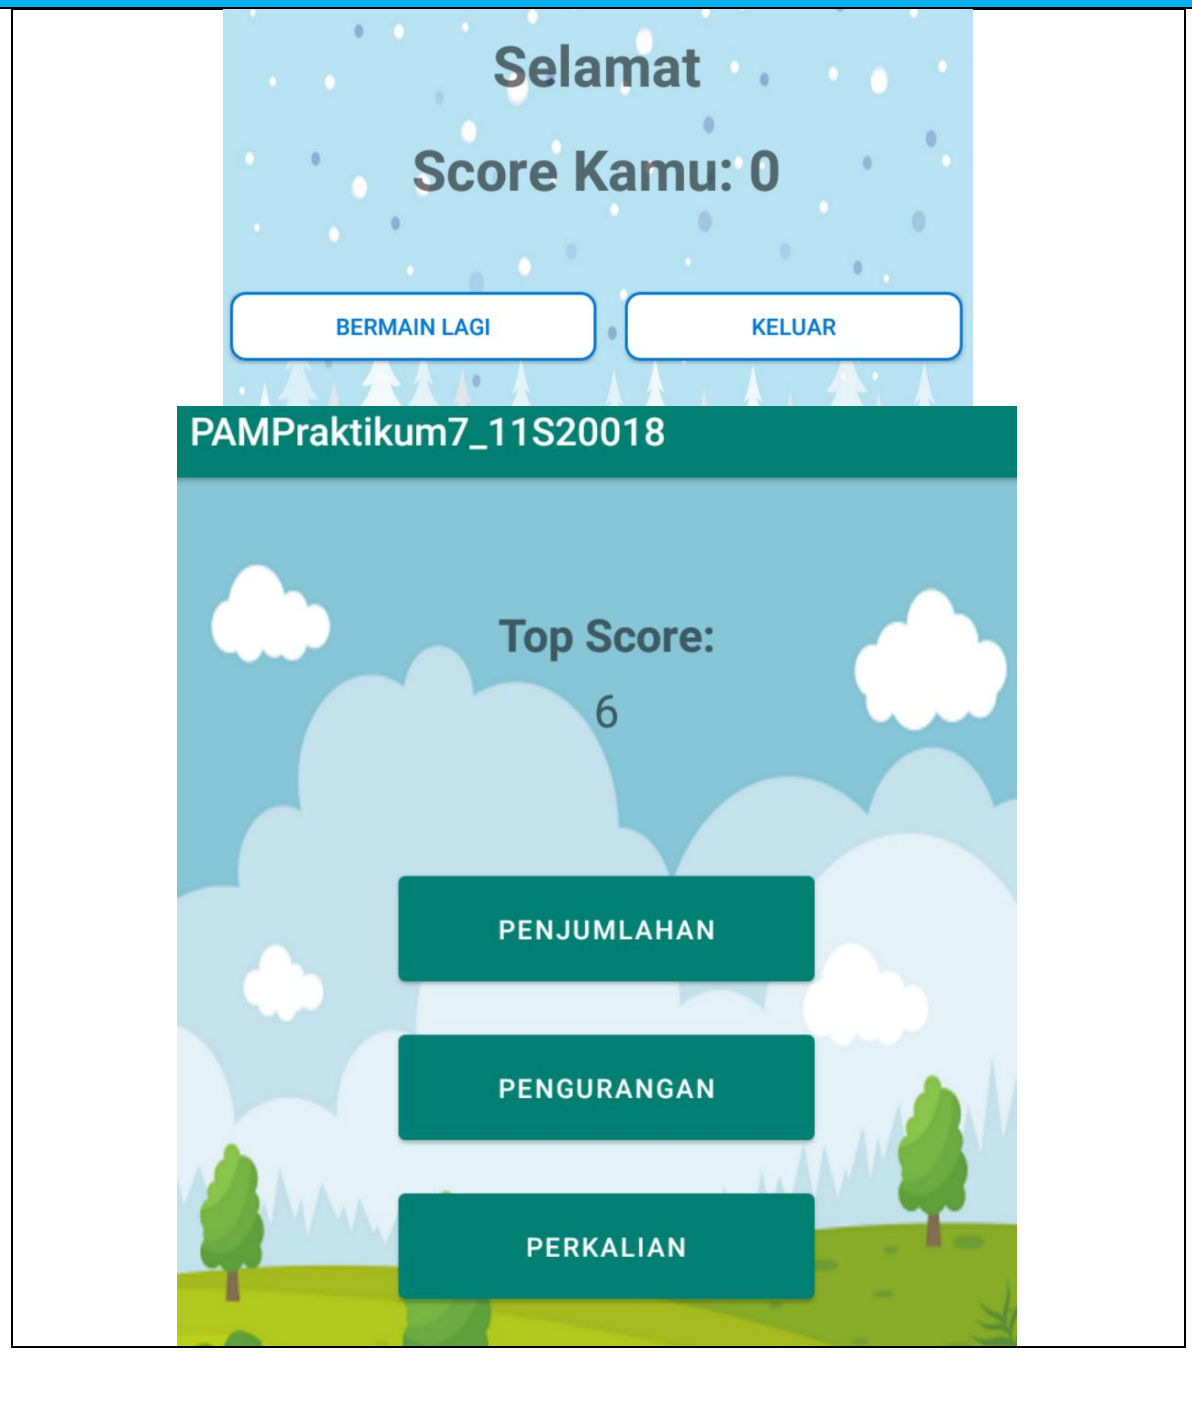 Selamat
Score Kamu: 0
BERMAIN LAGI KELUAR
PAMPraktikum7_11S20018
Top Score:
6
PENJUMLAHAN
PENGURANGAN
PERKALIAN